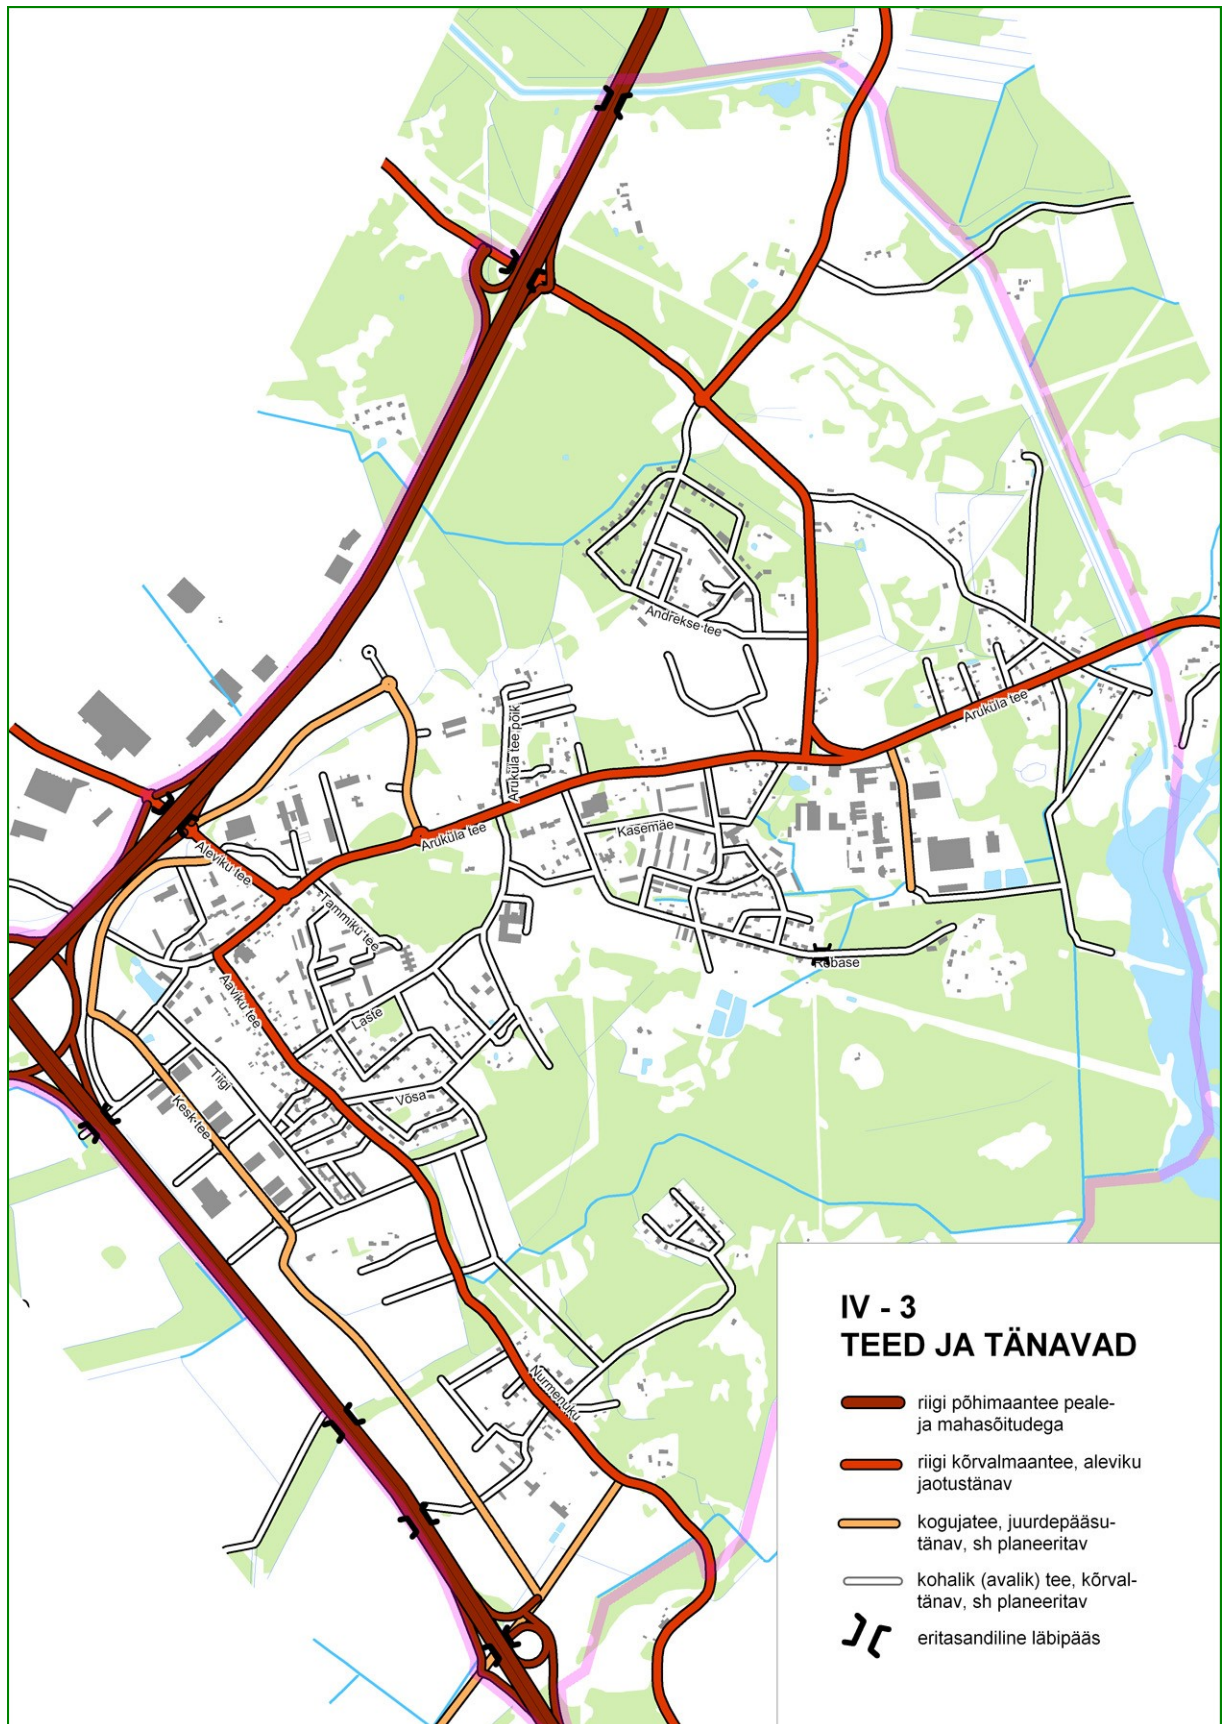 Andrekse tee
Aruküla tee
Aruküla tee põik
Kasemäe
Aruküla tee
Aleviku tee
Tammiku tee
Rebase
Aaviku tee
Laste
Tiigi
Võsa
Kesk tee
Nurmenuku
IV - 3
TEED JA TÄNAVAD
riigi põhimaantee peale-
ja mahasõitudega
riigi kõrvalmaantee, aleviku
jaotustänav
kogujatee, juurdepääsu-
tänav, sh planeeritav
kohalik (avalik) tee, kõrval-
tänav, sh planeeritav
eritasandiline läbipääs